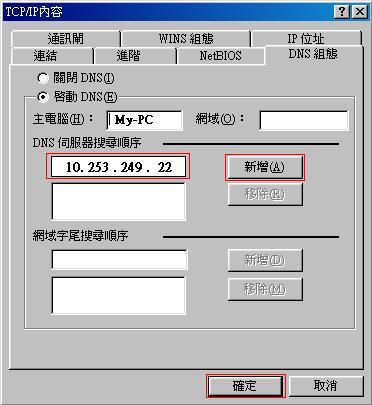 TCP/IP內容
通訊閘 WINS 組態 IP 位址
連結 進階 NetBIOS DNS 組態
關閉 DNS(I)
啟動 DNS(E)
主電腦(H): My-PC 網域(O):
DNS 伺服器搜尋順序
10. 253 . 249 . 22 新增(A)
移除(R)
網域字尾搜尋順序
新增(D)
移除(M)
確定 取消